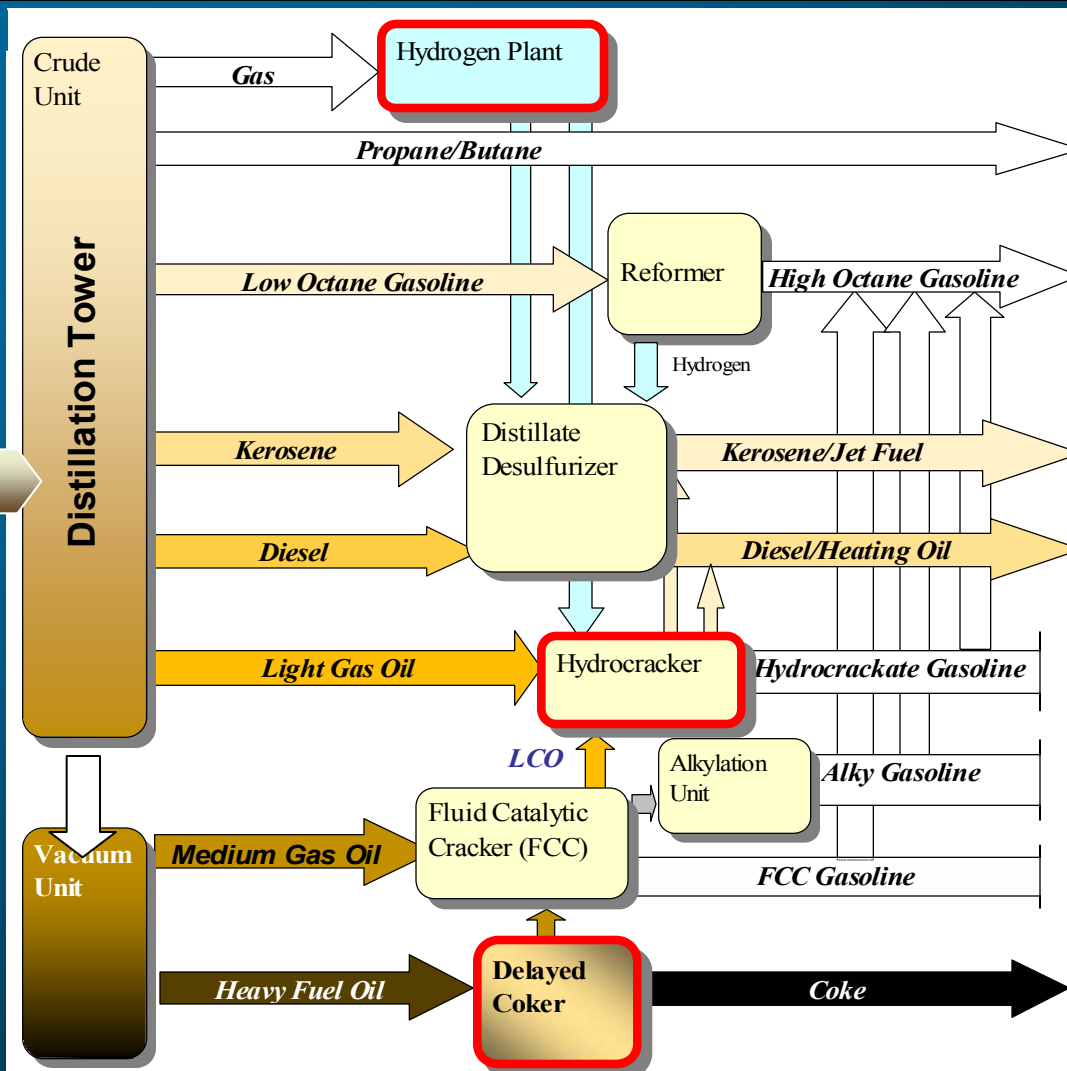 Crude
Unit
Distillation Tower
Gas
Hydrogen Plant
Propane/Butane
Low Octane Gasoline
Reformer
High Octane Gasoline
Hydrogen
Kerosene
Distillate
Desulfurizer
Kerosene/Jet Fuel
Diesel
Diesel/Heating Oil
Light Gas Oil
Hydrocracker
Hydrocrackate Gasoline
LCO
Alkylation
Unit
Alky Gasoline
Vacuum
Unit
Medium Gas Oil
Fluid Catalytic
Cracker (FCC)
FCC Gasoline
Heavy Fuel Oil
Delayed
Coker
Coke